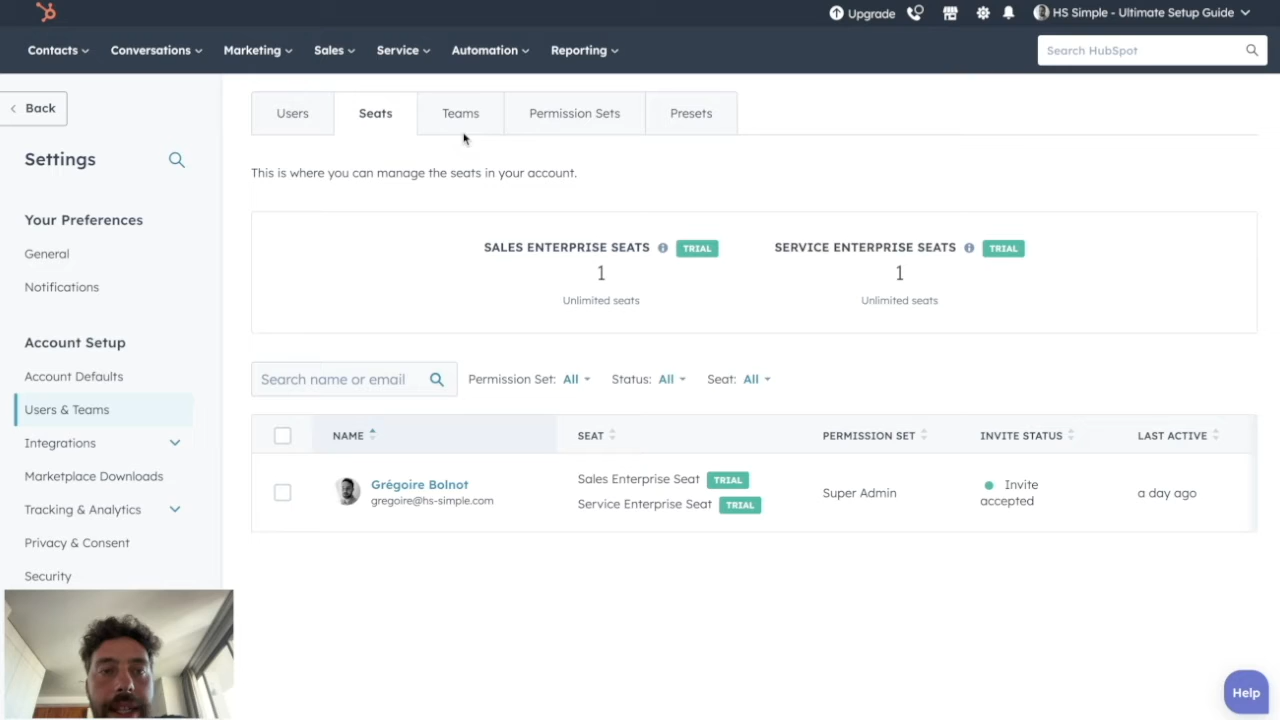 Upgrade
HS Simple - Ultimate Setup Guide
Contacts
Conversations
Marketing
Sales
Service
Automation
Reporting
Search HubSpot
Back
Settings
Your Preferences
General
Notifications
Account Setup
Account Defaults
Users & Teams
Integrations
Marketplace Downloads
Tracking & Analytics
Privacy & Consent
Security
Users
Seats
Teams
Permission Sets
Presets
This is where you can manage the seats in your account.
SALES ENTERPRISE SEATS TRIAL
1
Unlimited seats
SERVICE ENTERPRISE SEATS TRIAL
1
Unlimited seats
Search name or email
Permission Set: All
Status: All
Seat: All
NAME
SEAT
PERMISSION SET
INVITE STATUS
LAST ACTIVE
Grégoire Bolnot
gregoire@hs-simple.com
Sales Enterprise Seat TRIAL
Service Enterprise Seat TRIAL
Super Admin
Invite
accepted
a day ago
Help